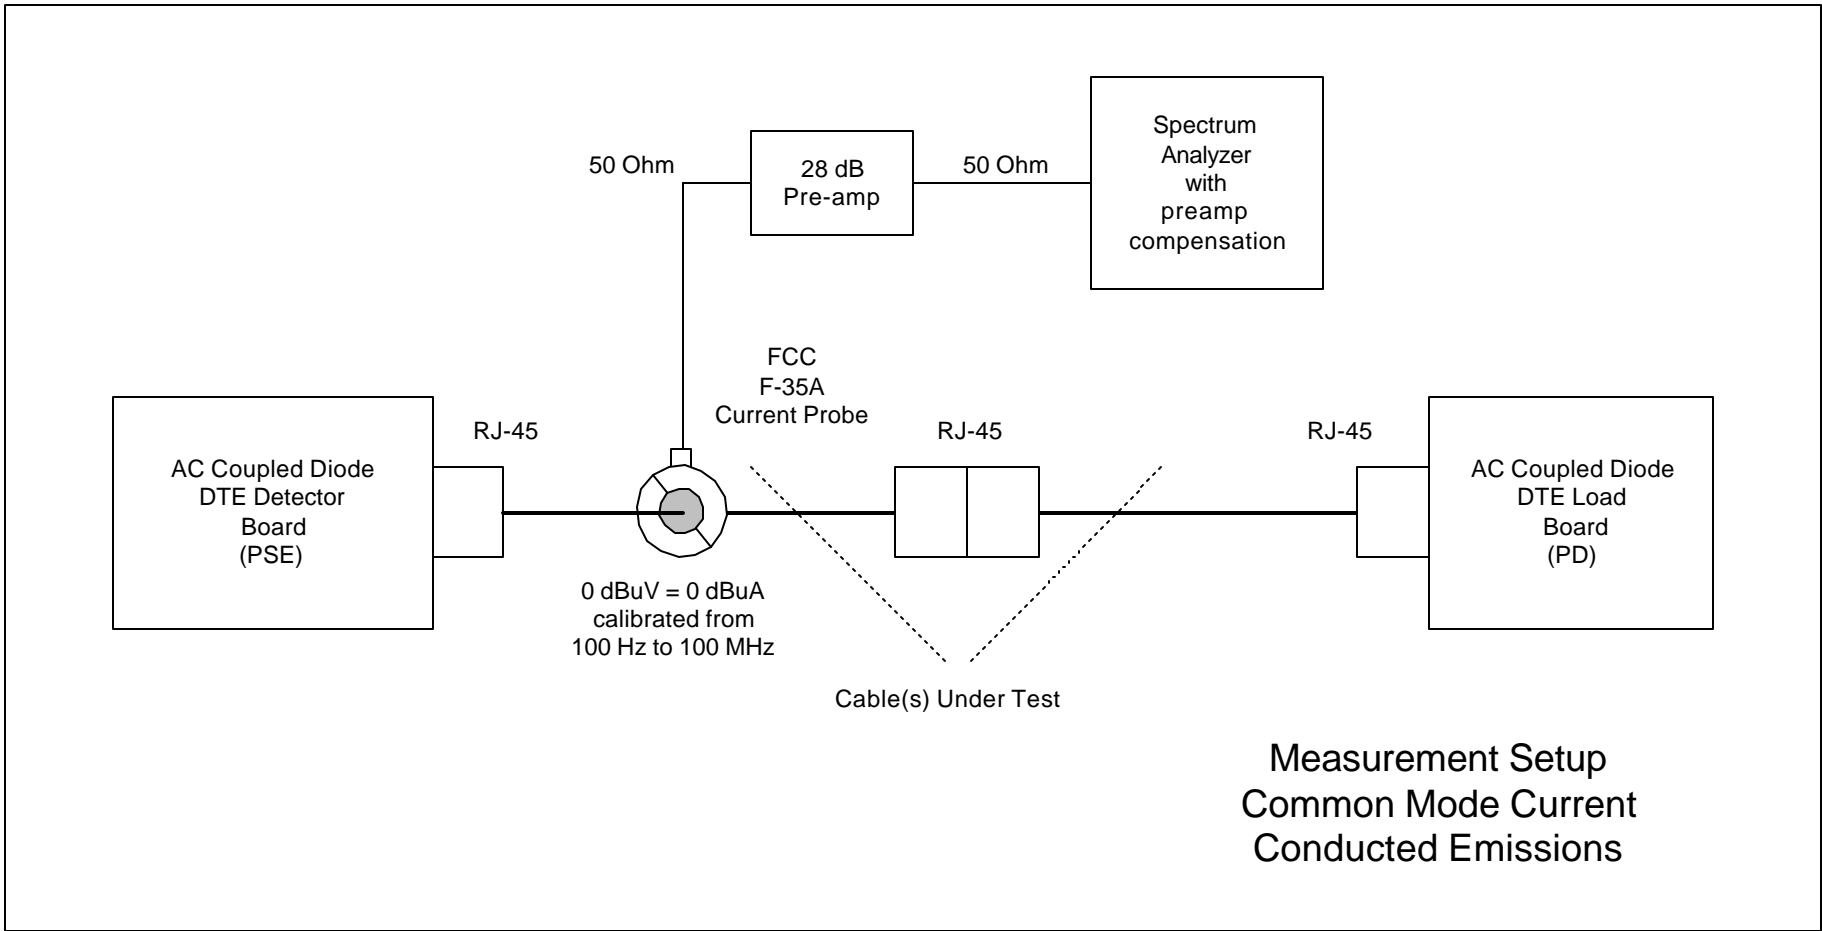 50 Ohm
28 dB
Pre-amp
50 Ohm
Spectrum
Analyzer
with
preamp
compensation
FCC
F-35A
Current Probe
RJ-45
RJ-45
RJ-45
AC Coupled Diode
DTE Detector
Board
(PSE)
AC Coupled Diode
DTE Load
Board
(PD)
0 dBuV = 0 dBuA
calibrated from
100 Hz to 100 MHz
Cable(s) Under Test
Measurement Setup
Common Mode Current
Conducted Emissions